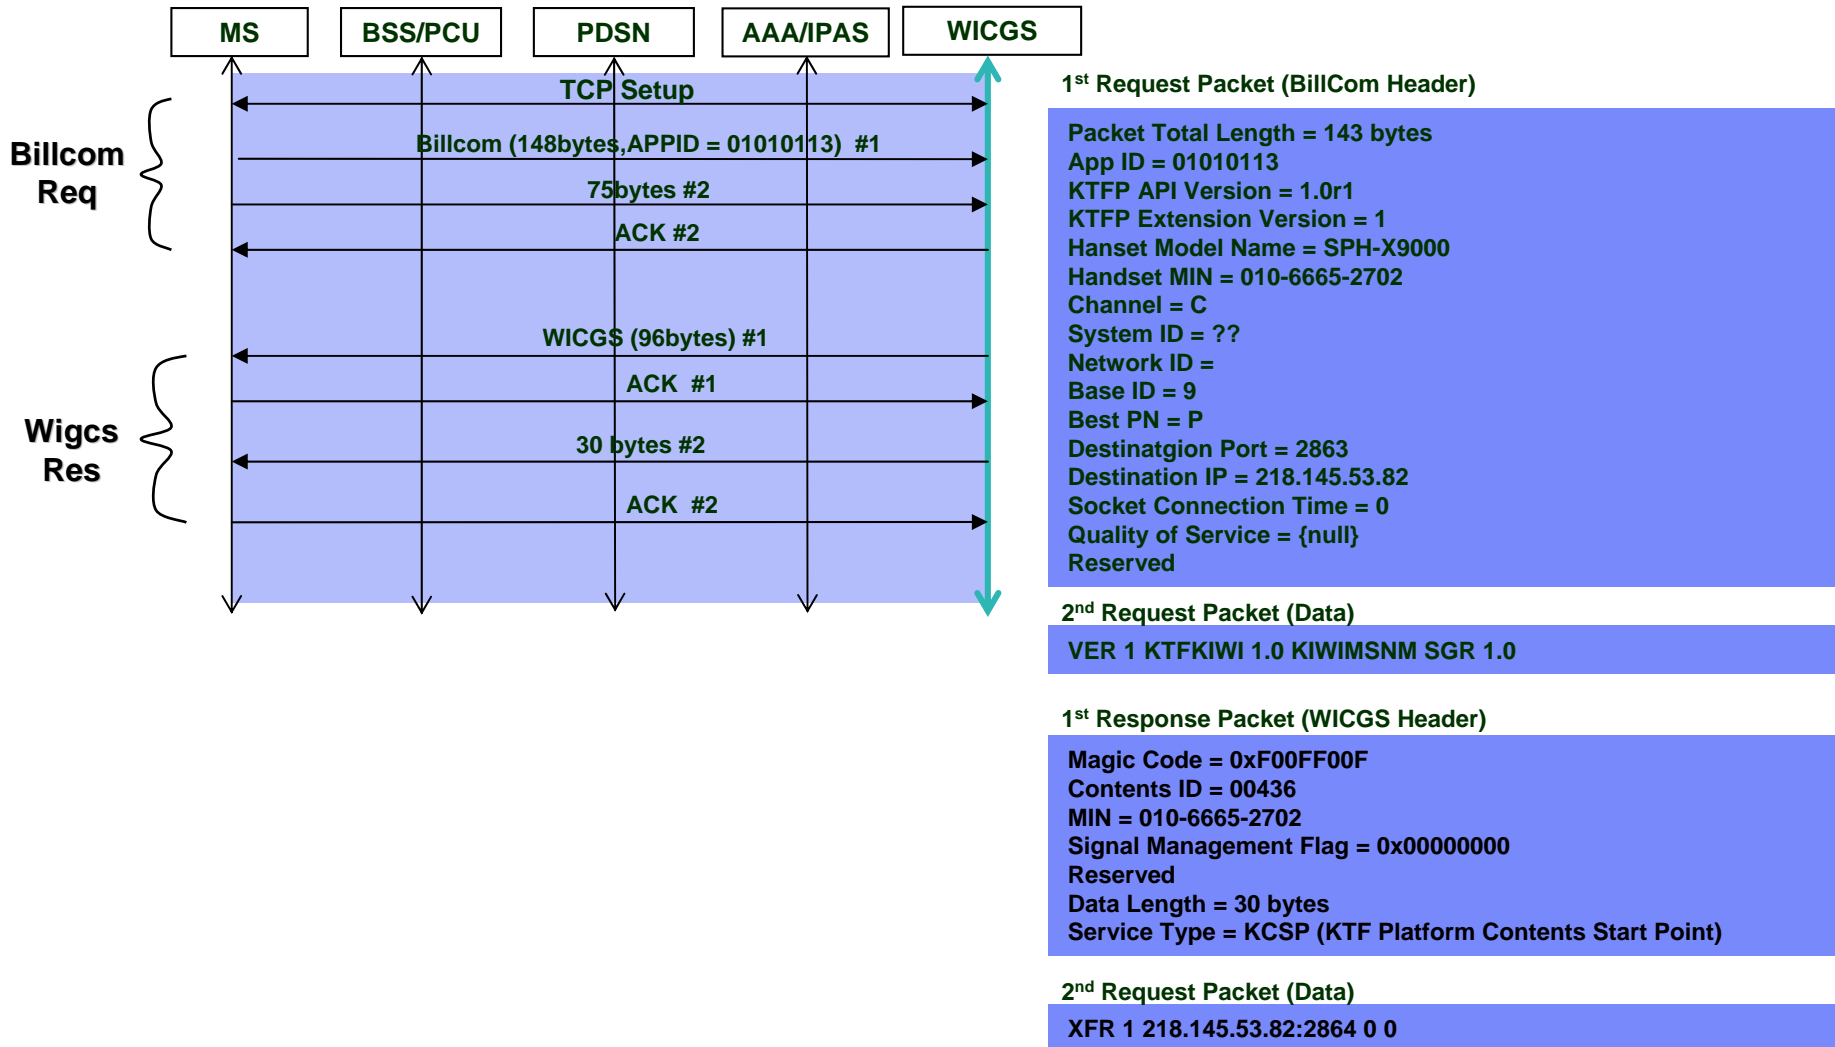 MS
BSS/PCU
PDSN
AAA/IPAS
WICGS
TCP Setup
Billcom (148bytes,APPID = 01010113)  #1
75bytes #2
ACK #2
WICGS (96bytes) #1
ACK  #1
30 bytes #2
ACK  #2
Billcom
Req
Wigcs
Res
1st Request Packet (BillCom Header)
Packet Total Length = 143 bytes
App ID = 01010113
KTFP API Version = 1.0r1
KTFP Extension Version = 1
Hanset Model Name = SPH-X9000
Handset MIN = 010-6665-2702
Channel = C
System ID = ??
Network ID =
Base ID = 9
Best PN = P
Destinatgion Port = 2863
Destination IP = 218.145.53.82
Socket Connection Time = 0
Quality of Service = {null}
Reserved
2nd Request Packet (Data)
VER 1 KTFKIWI 1.0 KIWIMSNM SGR 1.0
1st Response Packet (WICGS Header)
Magic Code = 0xF00FF00F
Contents ID = 00436
MIN = 010-6665-2702
Signal Management Flag = 0x00000000
Reserved
Data Length = 30 bytes
Service Type = KCSP (KTF Platform Contents Start Point)
2nd Request Packet (Data)
XFR 1 218.145.53.82:2864 0 0